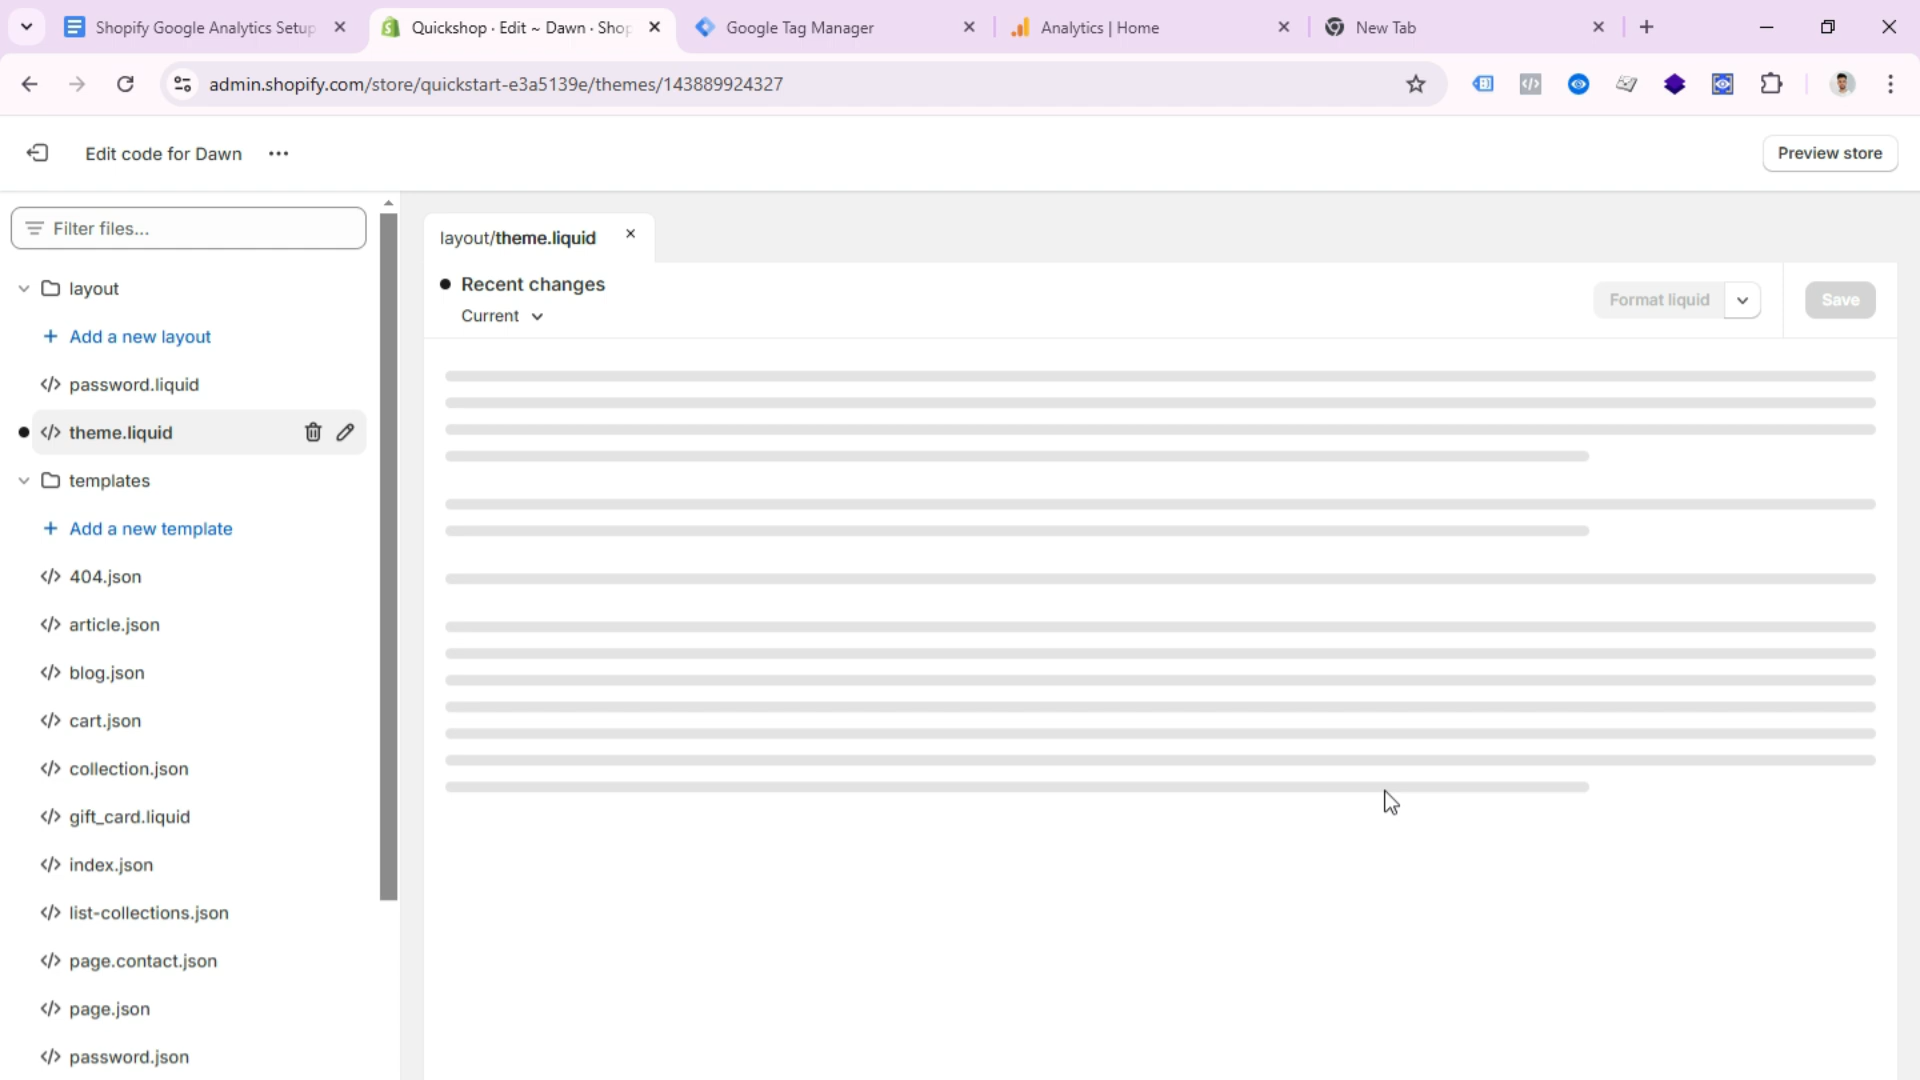 Shopify Google Analytics Setup
Quickshop · Edit ~ Dawn · Shop
Google Tag Manager
Analytics | Home
New Tab
admin.shopify.com/store/quickstart-e3a5139e/themes/143889924327
Edit code for Dawn
Preview store
Filter files...
layout
Add a new layout
password.liquid
theme.liquid
templates
Add a new template
404.json
article.json
blog.json
cart.json
collection.json
gift_card.liquid
index.json
list-collections.json
page.contact.json
page.json
password.json
layout/theme.liquid
Recent changes
Current
Format liquid
Save